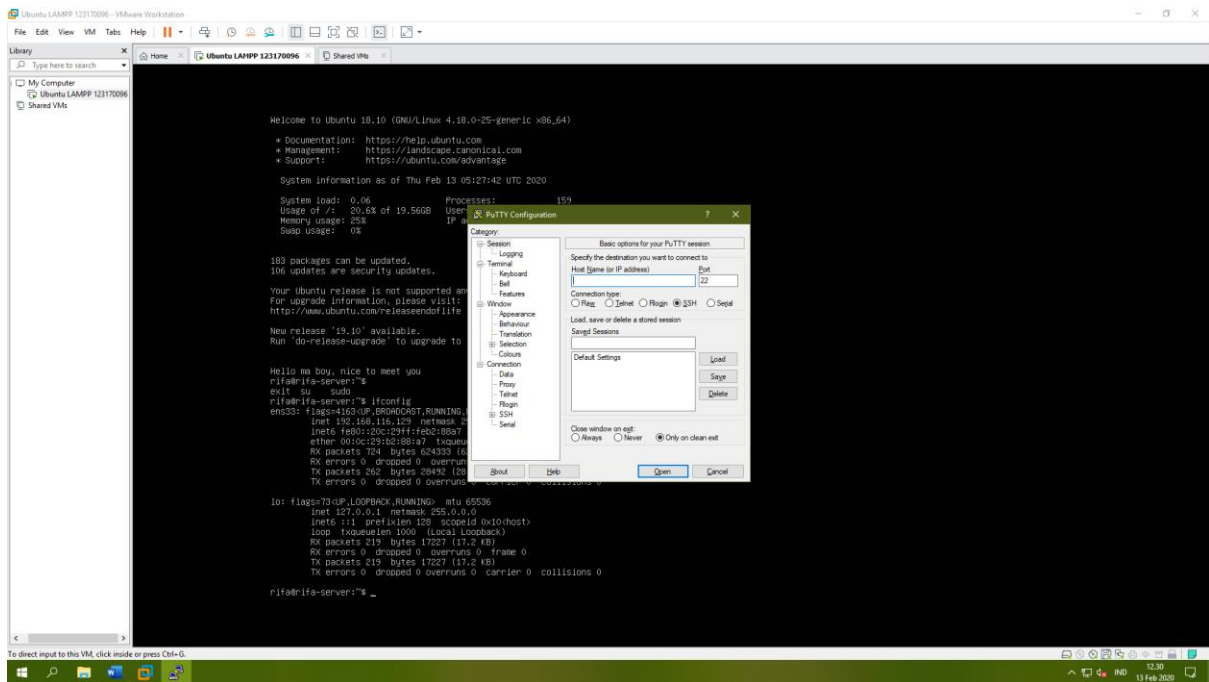 Ubuntu LAMPP 123170096 - VMware Workstation
File Edit View VM Tabs Help
Library
Type here to search
My Computer
Ubuntu LAMPP 123170096
Shared VMs
Home
Ubuntu LAMPP 123170096
Shared VMs
Welcome to Ubuntu 18.10 (GNU/Linux 4.18.0-25-generic x86_64)
* Documentation: https://help.ubuntu.com
* Management: https://landscape.canonical.com
* Support: https://ubuntu.com/advantage
System information as of Thu Feb 13 05:27:42 UTC 2020
System load: 0.06 Processes: 159
Usage of /: 20.6% of 19.56GB User
Memory usage: 25% IP a
Swap usage: 0%
183 packages can be updated.
106 updates are security updates.
Your Ubuntu release is not supported an
For upgrade information, please visit:
http://www.ubuntu.com/releaseendoflife
New release '19.10' available.
Run 'do-release-upgrade' to upgrade to
Hello ma boy, nice to meet you
rifa@rifa-server:~$
exit su sudo
rifa@rifa-server:~$ ifconfig
ens33: flags=4163<UP,BROADCAST,RUNNING,
inet 192.168.116.129 netmask 2
inet6 fe80::20c:29ff:feb2:88a7
ether 00:0c:29:b2:88:a7 txqueu
RX packets 724 bytes 624333 (6
RX errors 0 dropped 0 overrun
TX packets 262 bytes 28492 (28
TX errors 0 dropped 0 overruns 0 carrier 0 collisions 0
lo: flags=73<UP,LOOPBACK,RUNNING> mtu 65536
inet 127.0.0.1 netmask 255.0.0.0
inet6 ::1 prefixlen 128 scopeid 0x10<host>
loop txqueuelen 1000 (Local Loopback)
RX packets 219 bytes 17227 (17.2 KB)
RX errors 0 dropped 0 overruns 0 frame 0
TX packets 219 bytes 17227 (17.2 KB)
TX errors 0 dropped 0 overruns 0 carrier 0 collisions 0
rifa@rifa-server:~$ _
PuTTY Configuration
? X
Category:
Session
Logging
Terminal
Keyboard
Bell
Features
Window
Appearance
Behaviour
Translation
Selection
Colours
Connection
Data
Proxy
Telnet
Rlogin
SSH
Serial
Basic options for your PuTTY session
Specify the destination you want to connect to
Host Name (or IP address) Port
22
Connection type:
Raw Telnet Rlogin SSH Serial
Load, save or delete a stored session
Saved Sessions
Default Settings
Load
Save
Delete
Close window on exit:
Always Never Only on clean exit
About Help Open Cancel
To direct input to this VM, click inside or press Ctrl+G.
IND
12.30
13 Feb 2020